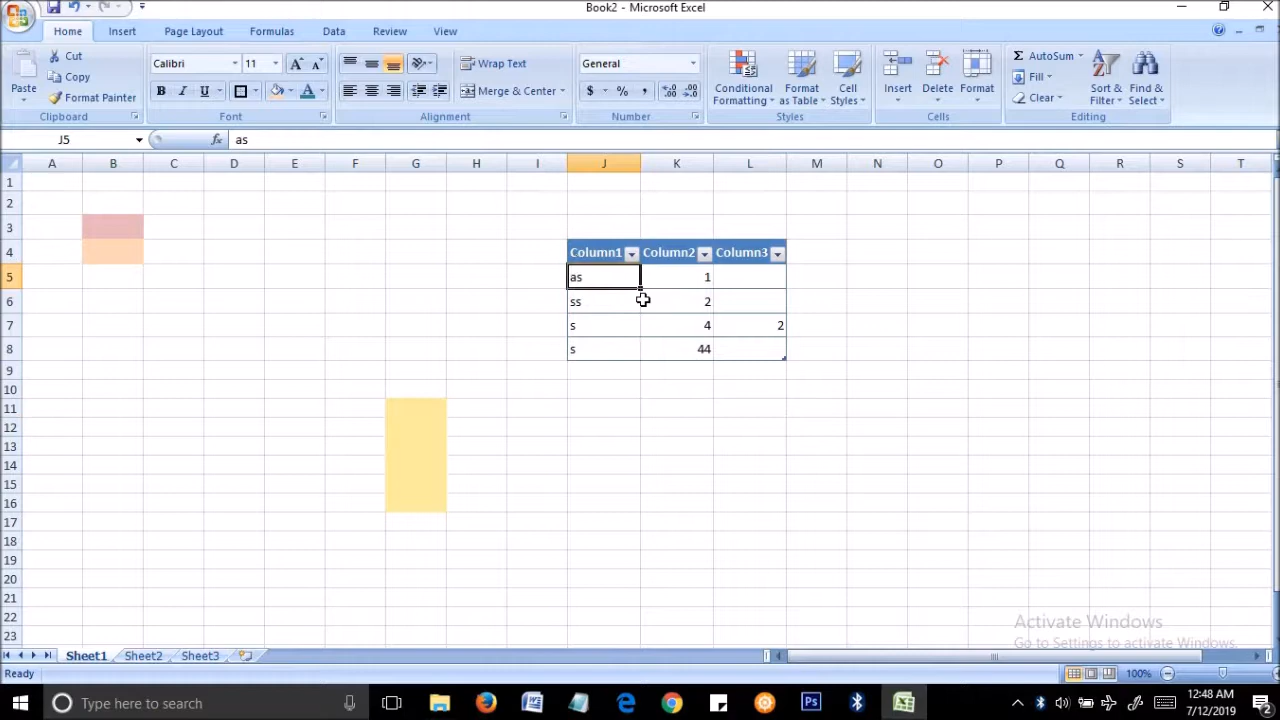 Book2 - Microsoft Excel
Home Insert Page Layout Formulas Data Review View
Cut
Copy
Format Painter
Paste
Clipboard
Calibri 11
B I U
Font
Wrap Text
Merge & Center
Alignment
General
$ % ,
Number
Conditional Formatting
Format as Table
Cell Styles
Styles
Insert Delete Format
Cells
Σ AutoSum
Fill
Clear
Sort & Filter
Find & Select
Editing
J5 fx as
A B C D E F G H I J K L M N O P Q R S T
1
2
3
4 Column1 Column2 Column3
5 as 1
6 ss 2
7 s 4 2
8 s 44
9
10
11
12
13
14
15
16
17
18
19
20
21
22
23
Activate Windows
Go to Settings to activate Windows.
Sheet1 Sheet2 Sheet3
Ready 100%
Type here to search
12:48 AM
7/12/2019
2